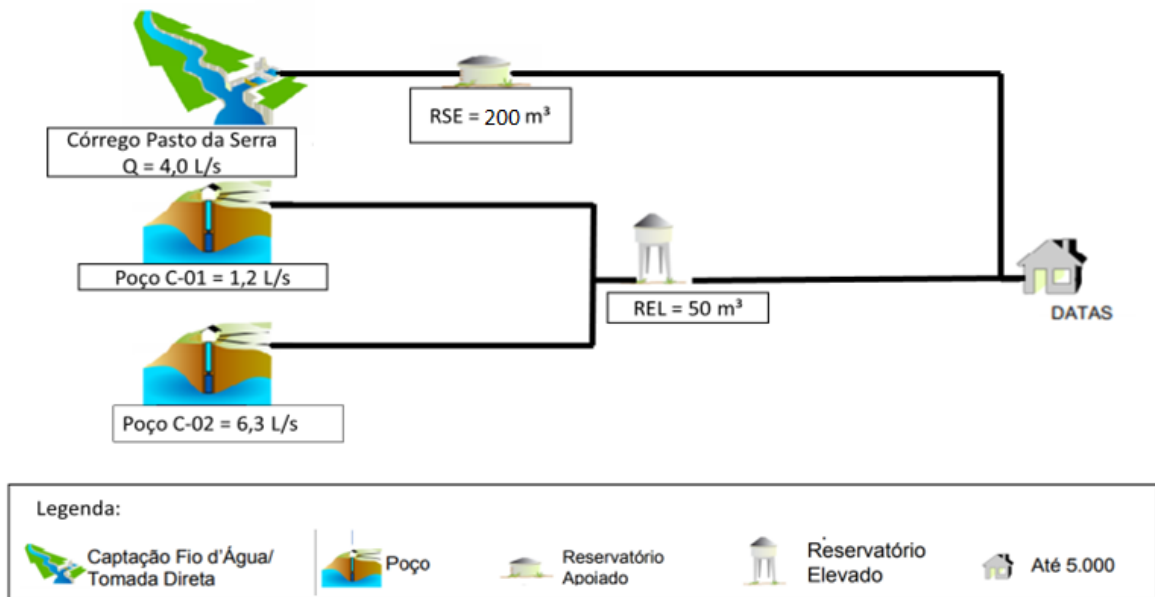 Córrego Pasto da Serra
Q = 4,0 L/s
RSE = 200 m³
Poço C-01 = 1,2 L/s
REL = 50 m³
DATAS
Poço C-02 = 6,3 L/s
Legenda:
Captação Fio d'Água/
Tomada Direta
Poço
Reservatório
Apoiado
Reservatório
Elevado
Até 5.000